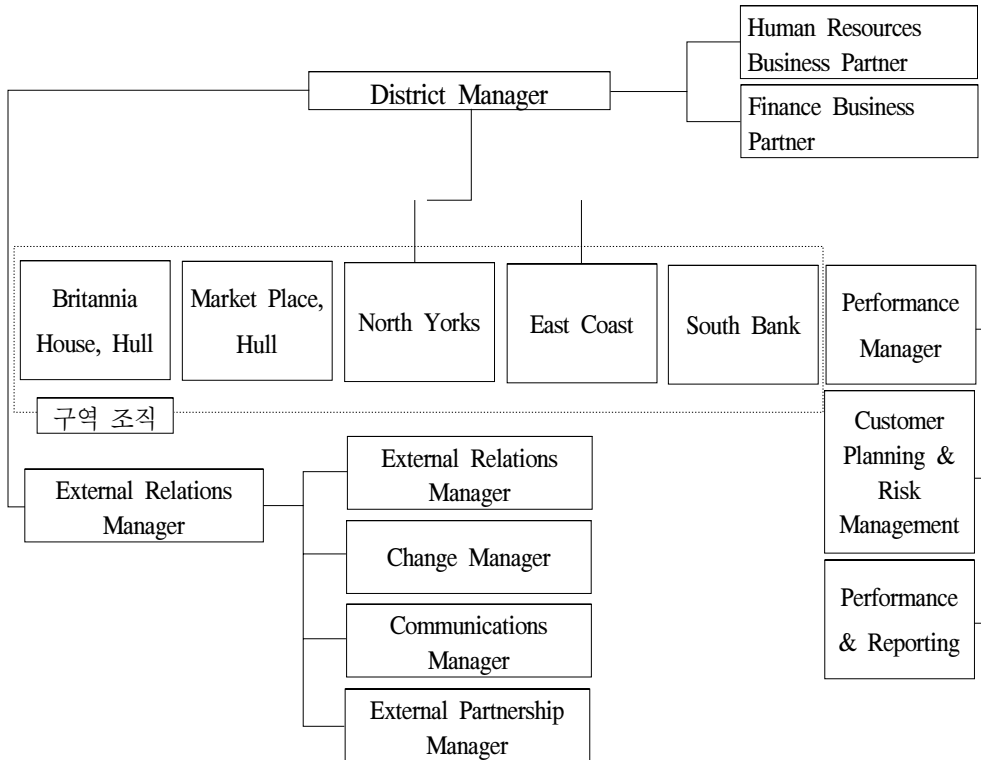 Human Resources
Business Partner
District Manager
Finance Business
Partner
Britannia
House, Hull
Market Place,
Hull
North Yorks
East Coast
South Bank
Performance
Manager
구역 조직
Customer
Planning &
Risk
Management
External Relations
Manager
External Relations
Manager
Change Manager
Communications
Manager
External Partnership
Manager
Performance
& Reporting